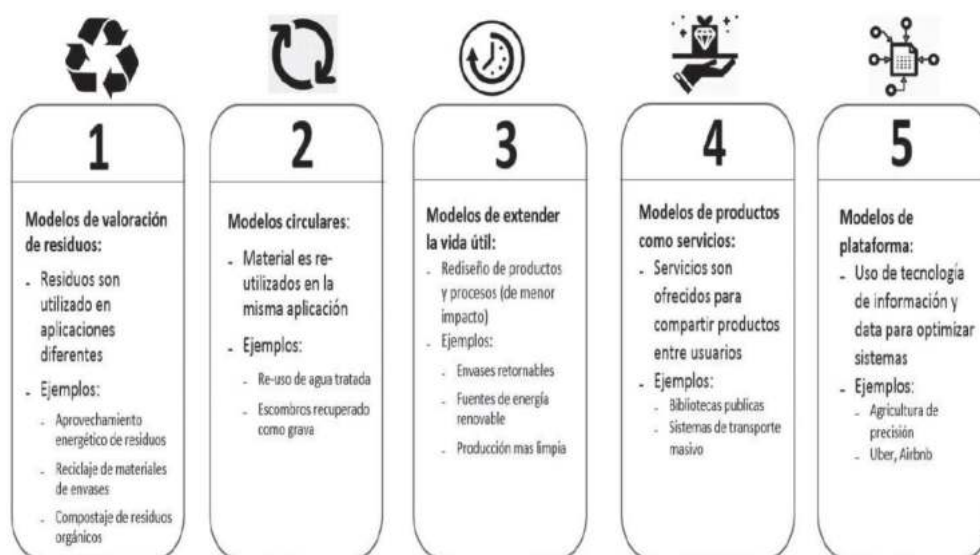 1
Modelos de valoración
de residuos:
- Residuos son
utilizado en
aplicaciones
diferentes
- Ejemplos:
- Aprovechamiento
energético de residuos
- Reciclaje de materiales
de envases
- Compostaje de residuos
orgánicos
2
Modelos circulares:
- Material es re-
utilizados en la
misma aplicación
- Ejemplos:
- Re-uso de agua tratada
- Escombros recuperado
como grava
3
Modelos de extender
la vida útil:
- Rediseño de productos
y procesos (de menor
impacto)
- Ejemplos:
- Envases retornables
- Fuentes de energía
renovable
- Producción mas limpia
4
Modelos de productos
como servicios:
- Servicios son
ofrecidos para
compartir productos
entre usuarios
- Ejemplos:
- Bibliotecas publicas
- Sistemas de transporte
masivo
5
Modelos de
plataforma:
- Uso de tecnología
de información y
data para optimizar
sistemas
- Ejemplos:
- Agricultura de
precisión
- Uber, Airbnb